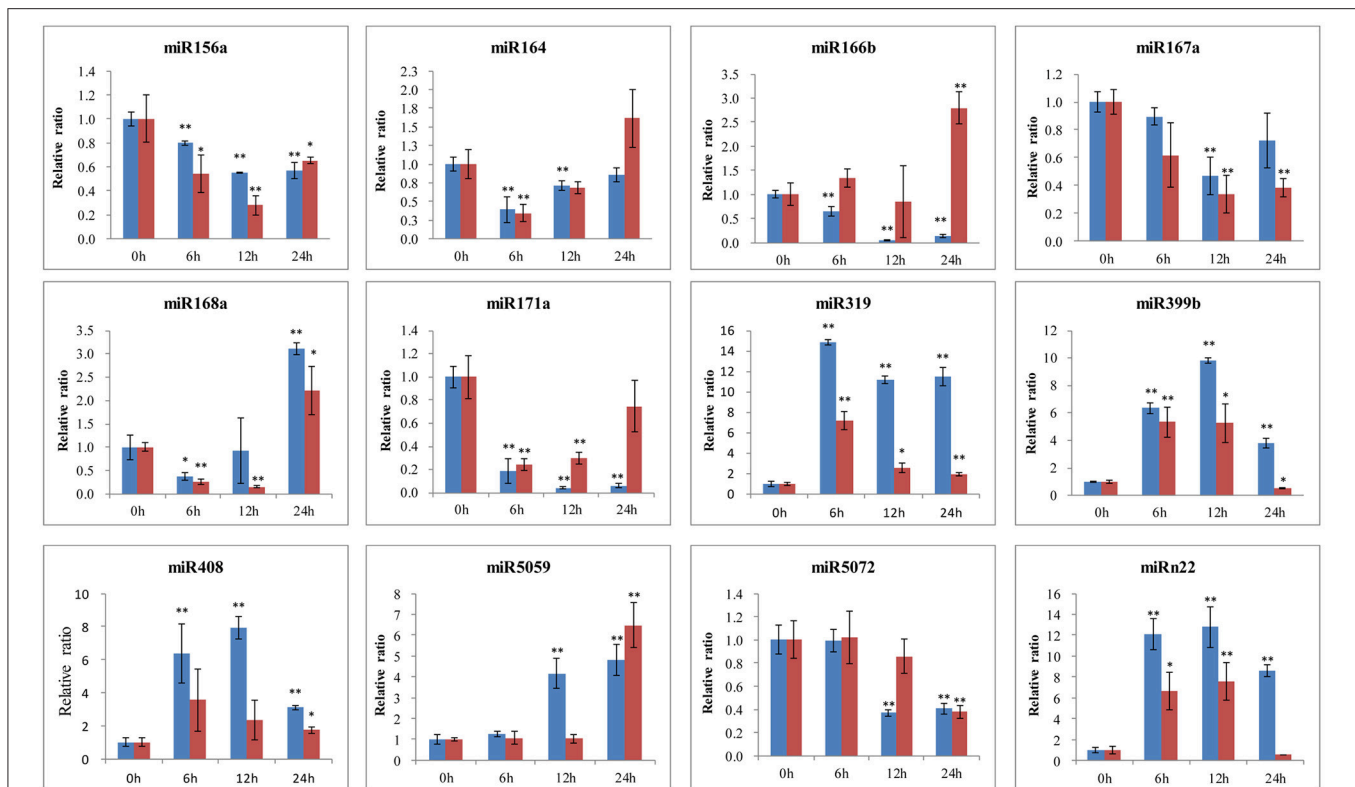 miR156a
Relative ratio
1.4
1.2
1.0
0.8
0.6
0.4
0.2
0.0
** * ** ** ** *
0h 6h 12h 24h
miR164
Relative ratio
2.3
2.0
1.8
1.5
1.3
1.0
0.8
0.5
0.3
0.0
** ** **
0h 6h 12h 24h
miR166b
Relative ratio
3.5
3.0
2.5
2.0
1.5
1.0
0.5
0.0
** ** ** **
0h 6h 12h 24h
miR167a
Relative ratio
1.2
1.0
0.8
0.6
0.4
0.2
0.0
** ** **
0h 6h 12h 24h
miR168a
Relative ratio
3.5
3.0
2.5
2.0
1.5
1.0
0.5
0.0
* ** ** ** *
0h 6h 12h 24h
miR171a
Relative ratio
1.4
1.2
1.0
0.8
0.6
0.4
0.2
0.0
** ** ** ** **
0h 6h 12h 24h
miR319
Relative ratio
16
14
12
10
8
6
4
2
0
** ** ** * ** **
0h 6h 12h 24h
miR399b
Relative ratio
12
10
8
6
4
2
0
** ** ** * ** *
0h 6h 12h 24h
miR408
Relative ratio
10
8
6
4
2
0
** ** ** *
0h 6h 12h 24h
miR5059
Relative ratio
8
7
6
5
4
3
2
1
0
** ** **
0h 6h 12h 24h
miR5072
Relative ratio
1.4
1.2
1.0
0.8
0.6
0.4
0.2
0.0
** ** **
0h 6h 12h 24h
miRn22
Relative ratio
16
14
12
10
8
6
4
2
0
** * ** ** **
0h 6h 12h 24h